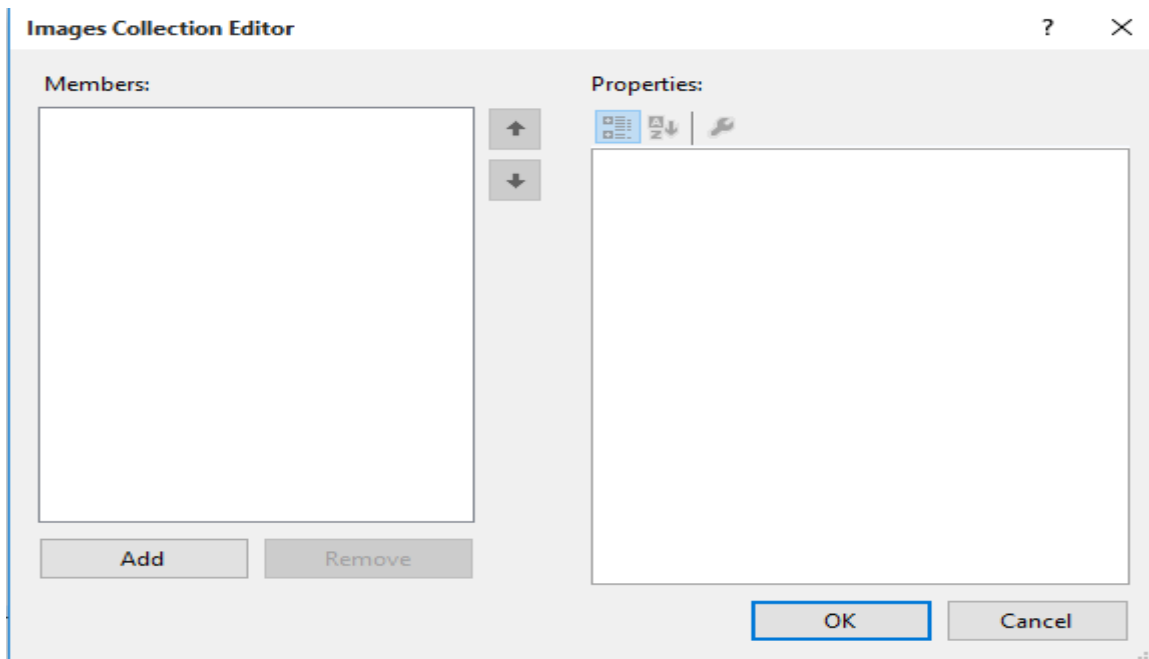 Images Collection Editor
?
Members:
Properties:
A
Z
Add
Remove
OK
Cancel